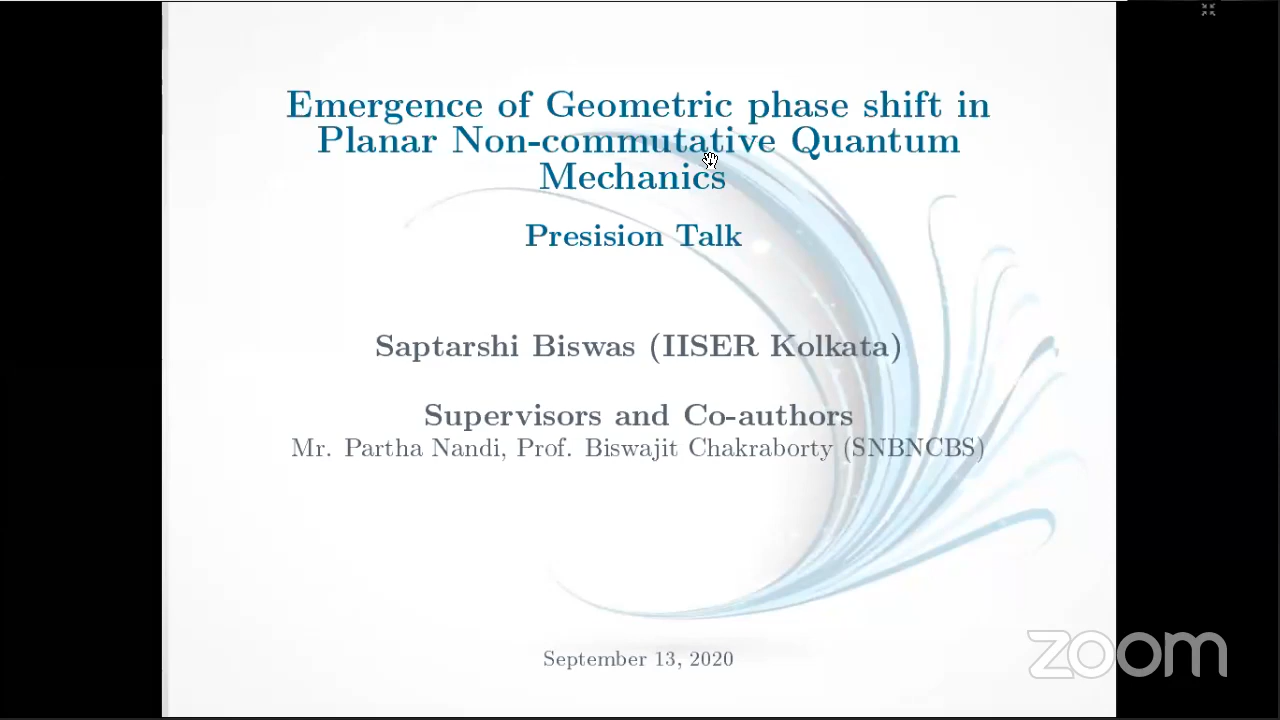 Emergence of Geometric phase shift in
Planar Non-commutative Quantum
Mechanics
Presision Talk
Saptarshi Biswas (IISER Kolkata)
Supervisors and Co-authors
Mr. Partha Nandi, Prof. Biswajit Chakraborty (SNBNCBS)
September 13, 2020
zoom